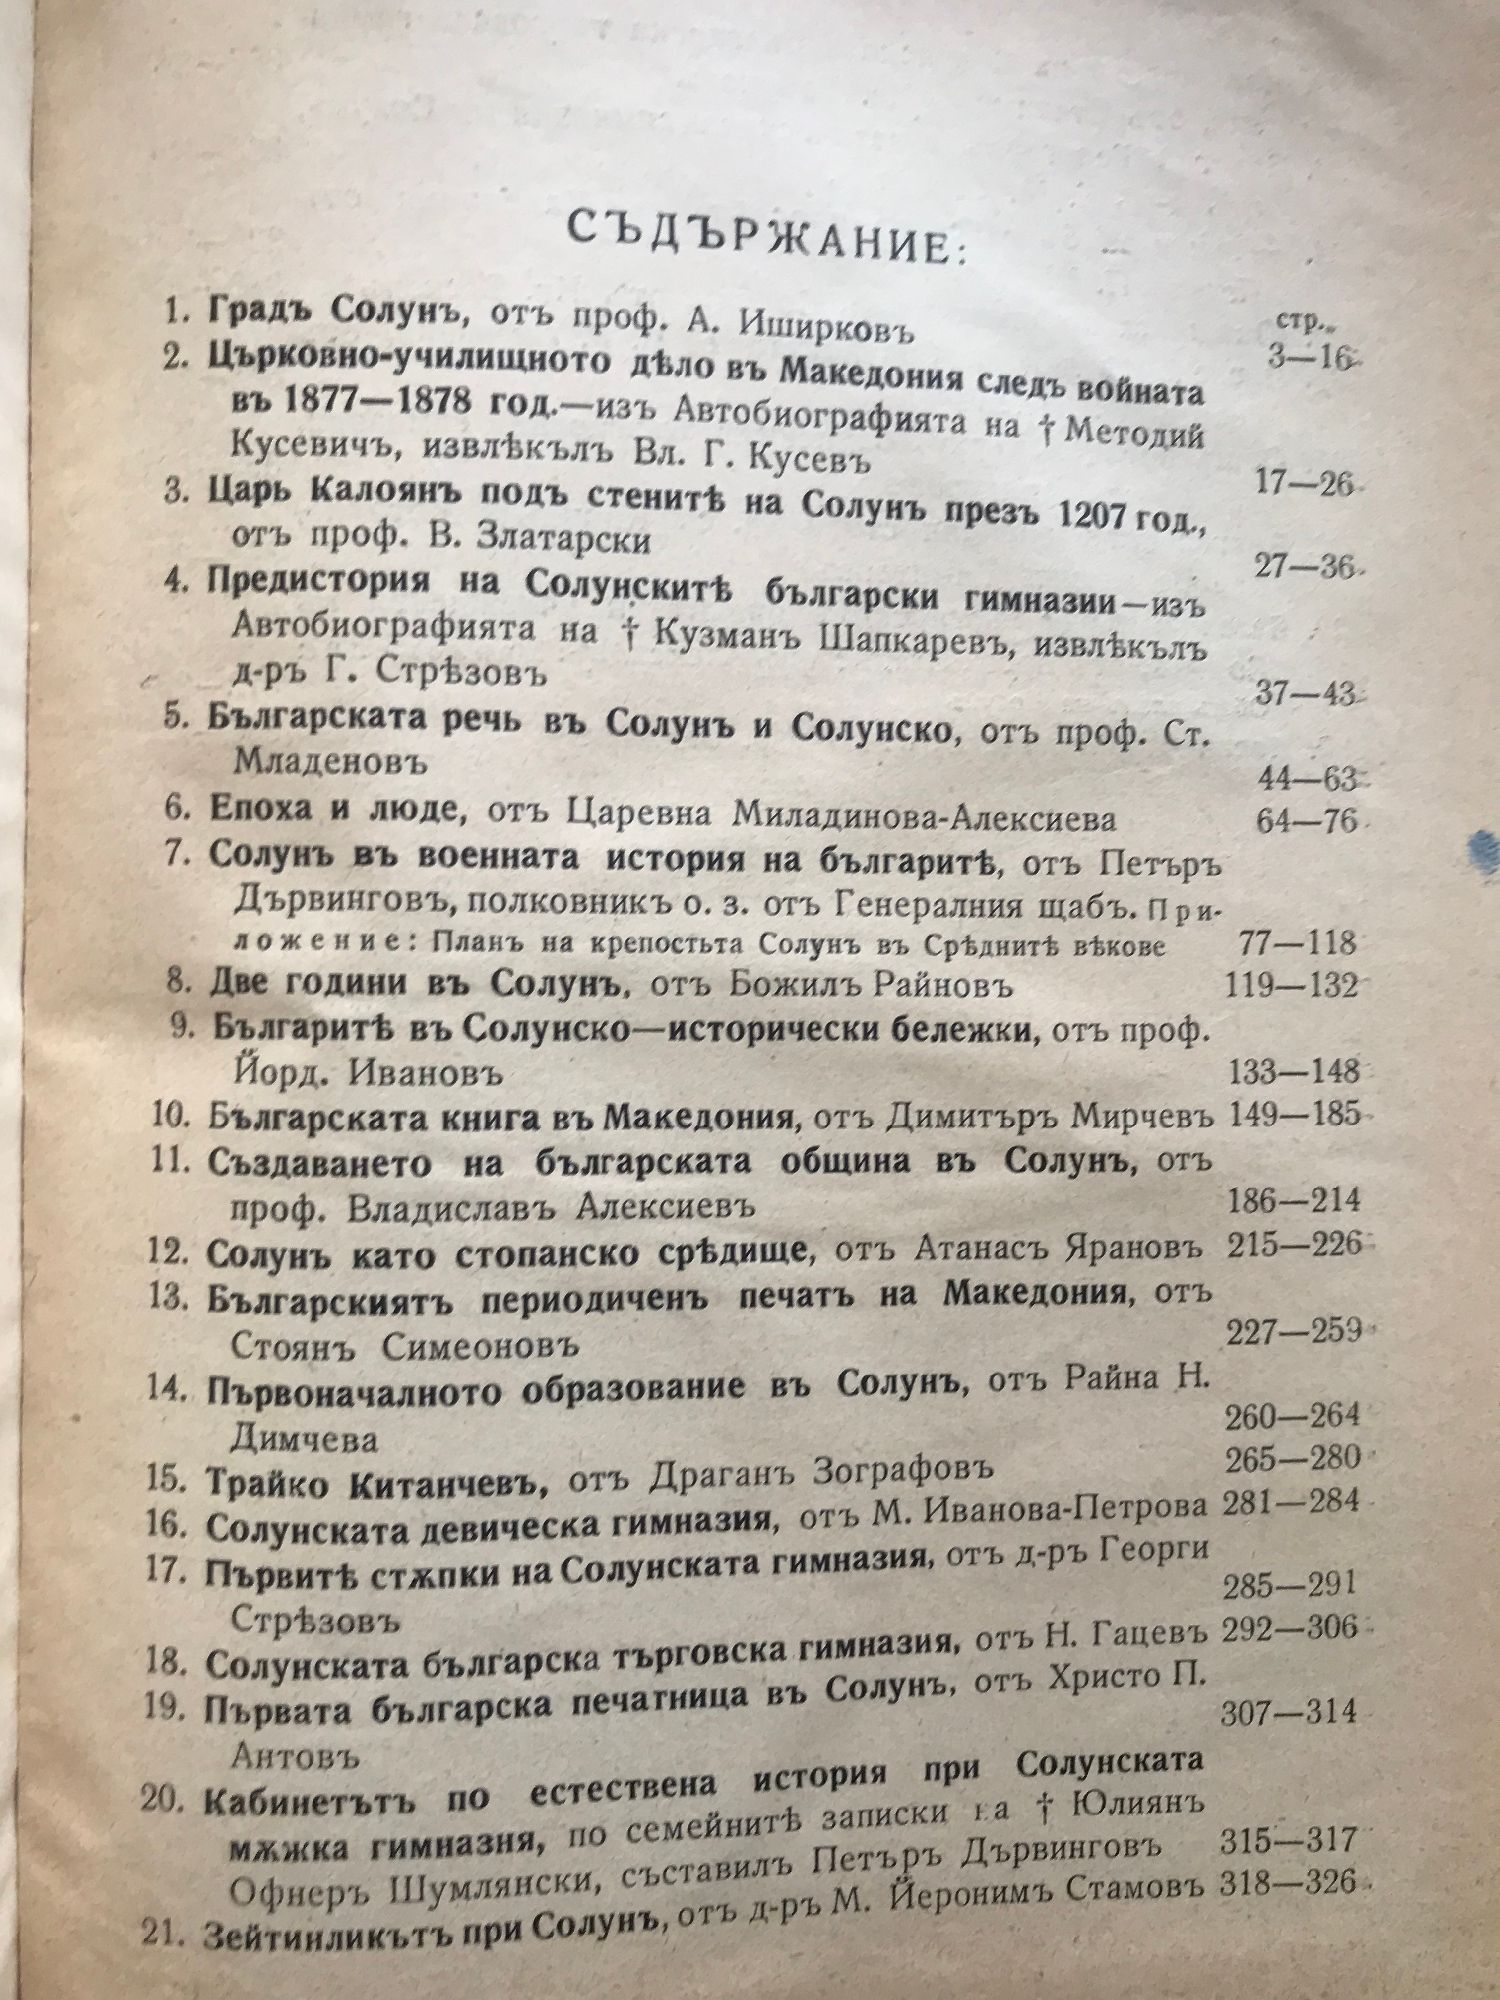 СЪДЪРЖАНИЕ:
стр.
1. Градъ Солунъ, отъ проф. А. Иширковъ 3—16
2. Църковно-училищното дѣло въ Македония следъ войната
въ 1877—1878 год.—изъ Автобиографията на † Методий
Кусевичъ, извлѣкълъ Вл. Г. Кусевъ 17—26
3. Царь Калоянъ подъ стенитѣ на Солунъ презъ 1207 год.,
отъ проф. В. Златарски 27—36
4. Предистория на Солунскитѣ български гимназии—изъ
Автобиографията на † Кузманъ Шапкаревъ, извлѣкълъ
д-ръ Г. Стрѣзовъ 37—43
5. Българската речь въ Солунъ и Солунско, отъ проф. Ст.
Младеновъ 44—63
6. Епоха и люде, отъ Царевна Миладинова-Алексиева 64—76
7. Солунъ въ военната история на българитѣ, отъ Петъръ
Дървинговъ, полковникъ о. з. отъ Генералния щабъ. При-
ложение: Планъ на крепостьта Солунъ въ Срѣднитѣ вѣкове 77—118
8. Две години въ Солунъ, отъ Божилъ Райновъ 119—132
9. Българитѣ въ Солунско—исторически бележки, отъ проф.
Йорд. Ивановъ 133—148
10. Българската книга въ Македония, отъ Димитъръ Мирчевъ 149—185
11. Създаването на българската община въ Солунъ, отъ
проф. Владиславъ Алексиевъ 186—214
12. Солунъ като стопанско срѣдище, отъ Атанасъ Ярановъ 215—226
13. Българскиятъ периодиченъ печатъ на Македония, отъ
Стоянъ Симеоновъ 227—259
14. Първоначалното образование въ Солунъ, отъ Райна Н.
Димчева 260—264
15. Трайко Китанчевъ, отъ Драганъ Зографовъ 265—280
16. Солунската девическа гимназия, отъ М. Иванова-Петрова 281—284
17. Първитѣ стѫпки на Солунската гимназия, отъ д-ръ Георги
Стрѣзовъ 285—291
18. Солунската българска търговска гимназия, отъ Н. Гацевъ 292—306
19. Първата българска печатница въ Солунъ, отъ Христо П.
Антовъ 307—314
20. Кабинетътъ по естествена история при Солунската
мѫжка гимназня, по семейнитѣ записки на † Юлиянъ
Офнеръ Шумлянски, съставилъ Петъръ Дървинговъ 315—317
21. Зейтинликътъ при Солунъ, отъ д-ръ М. Йеронимъ Стамовъ 318—326